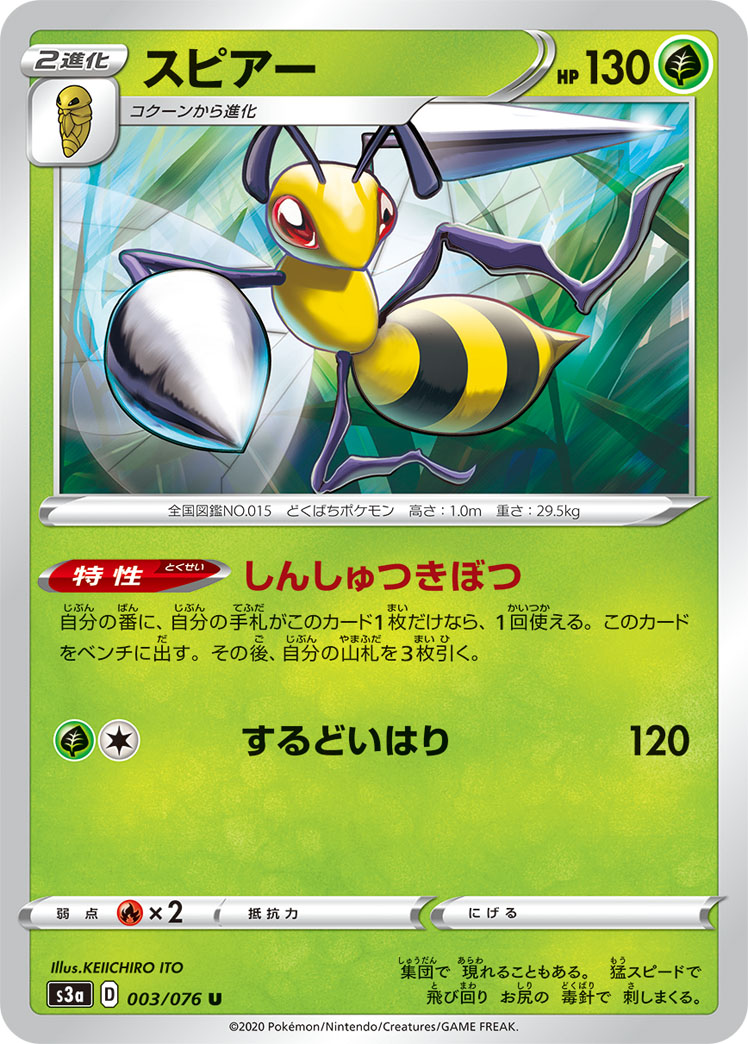 2進化
スピアー
HP 130
コクーンから進化
全国図鑑NO.015 どくばちポケモン 高さ：1.0m 重さ：29.5kg
特性 とくせい しんしゅつきぼつ
自分の番に、自分の手札がこのカード1枚だけなら、1回使える。このカード
をベンチに出す。その後、自分の山札を3枚引く。
するどいはり 120
弱点 ×2 抵抗力 にげる
Illus.KEIICHIRO ITO
集団で 現れることもある。 猛スピードで
飛び回り お尻の 毒針で 刺しまくる。
s3a D 003/076 U
©2020 Pokémon/Nintendo/Creatures/GAME FREAK.